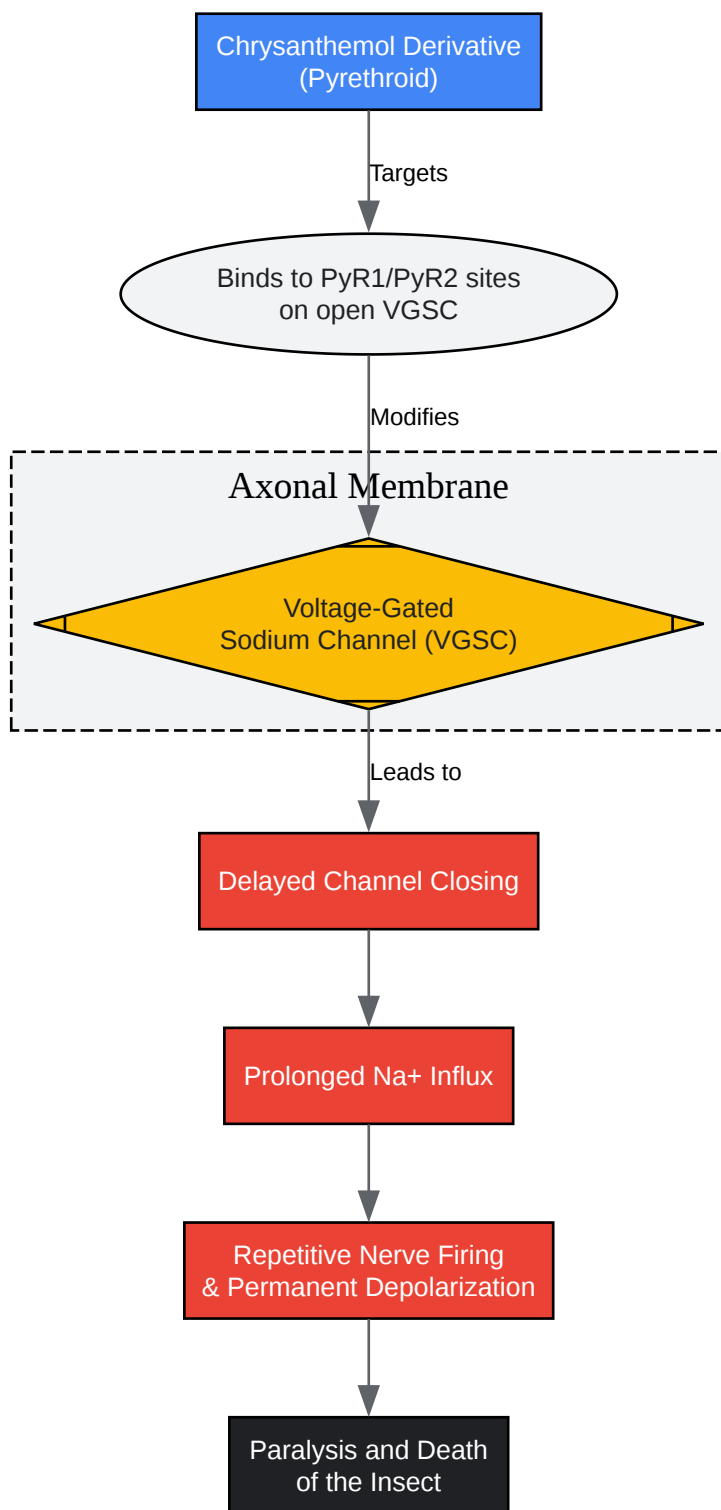 Chrysanthemol Derivative
(Pyrethroid)
Targets
Binds to PyR1/PyR2 sites
on open VGSC
Modifies
Axonal Membrane
Voltage-Gated
Sodium Channel (VGSC)
Leads to
Delayed Channel Closing
Prolonged Na+ Influx
Repetitive Nerve Firing
& Permanent Depolarization
Paralysis and Death
of the Insect